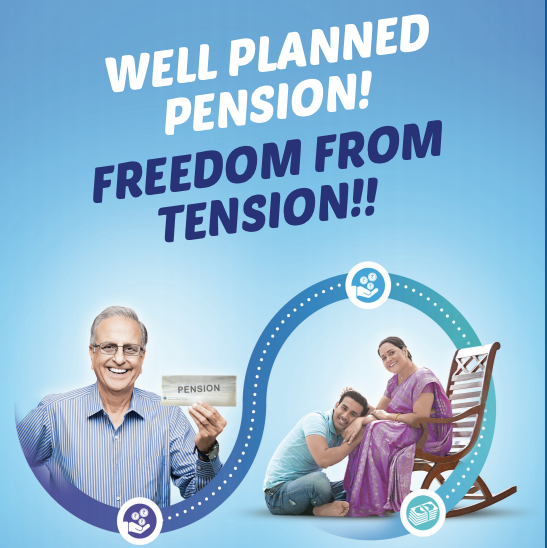 WELL PLANNED
PENSION!
FREEDOM FROM
TENSION!!
PENSION